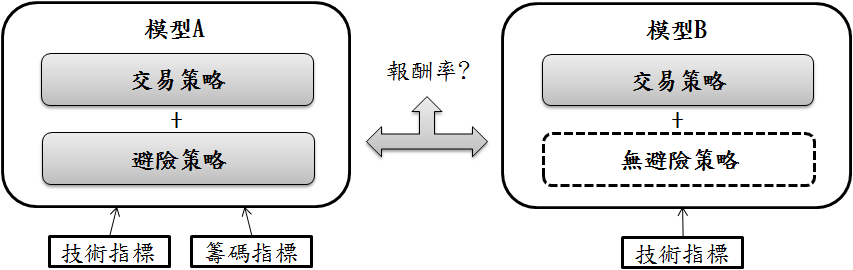 模型A
交易策略
+
避險策略
技術指標
籌碼指標
報酬率?
模型B
交易策略
+
無避險策略
技術指標